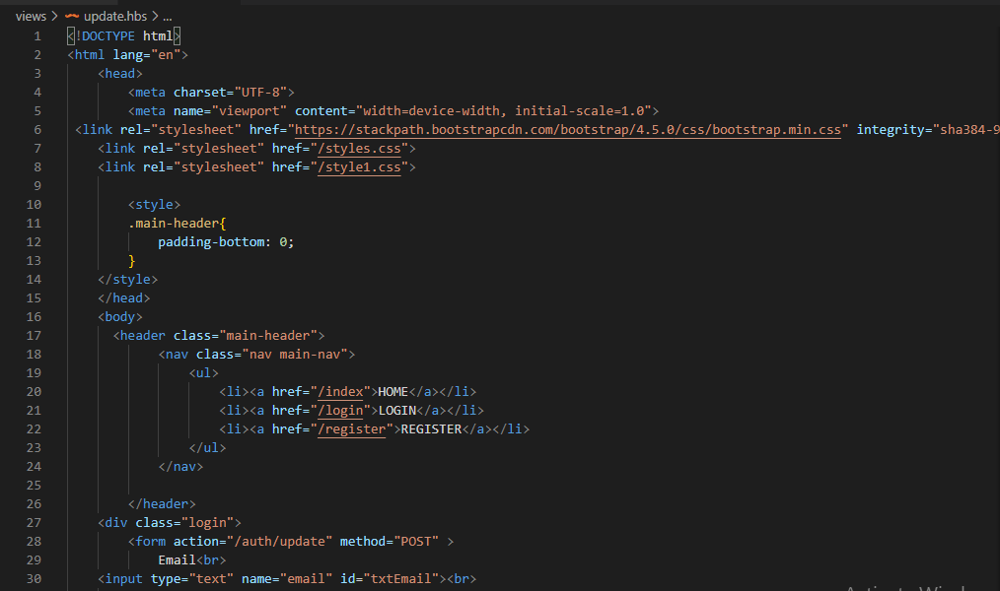 views > update.hbs > ...
1 <!DOCTYPE html>
2 <html lang="en">
3 <head>
4 <meta charset="UTF-8">
5 <meta name="viewport" content="width=device-width, initial-scale=1.0">
6 <link rel="stylesheet" href="https://stackpath.bootstrapcdn.com/bootstrap/4.5.0/css/bootstrap.min.css" integrity="sha384-9
7 <link rel="stylesheet" href="/styles.css">
8 <link rel="stylesheet" href="/style1.css">
9
10 <style>
11 .main-header{
12 padding-bottom: 0;
13 }
14 </style>
15 </head>
16 <body>
17 <header class="main-header">
18 <nav class="nav main-nav">
19 <ul>
20 <li><a href="/index">HOME</a></li>
21 <li><a href="/login">LOGIN</a></li>
22 <li><a href="/register">REGISTER</a></li>
23 </ul>
24 </nav>
25
26 </header>
27 <div class="login">
28 <form action="/auth/update" method="POST" >
29 Email<br>
30 <input type="text" name="email" id="txtEmail"><br>